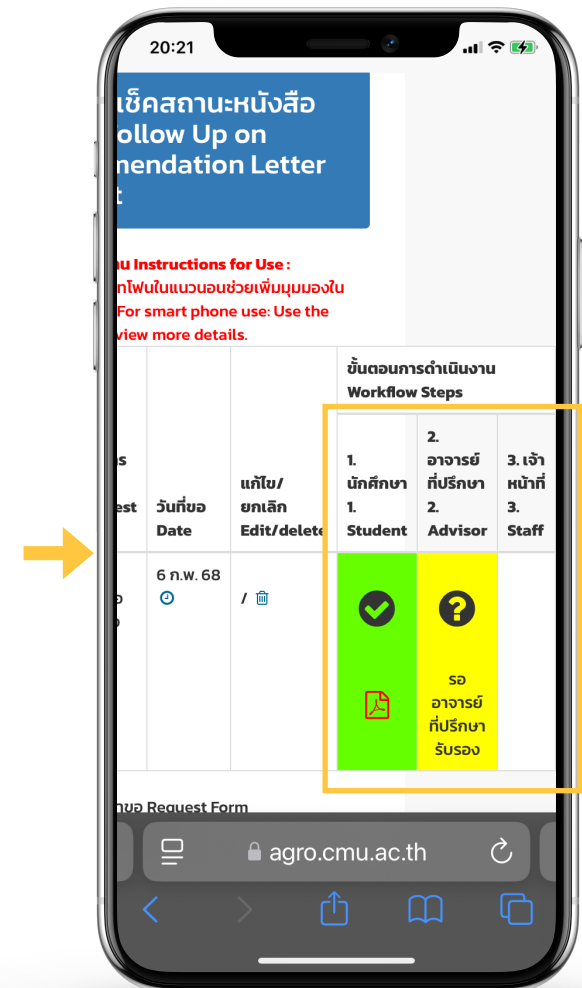 20:21
เช็คสถานะหนังสือ
ollow Up on
mendation Letter
t
าน Instructions for Use :
ทโฟนในแนวนอนช่วยเพิ่มมุมมองใน
For smart phone use: Use the
view more details.
ขั้นตอนการดำเนินงาน
Workflow Steps
est
วันที่ขอ
Date
แก้ไข/
ยกเลิก
Edit/delete
1.
นักศึกษา
1.
Student
2.
อาจารย์
ที่ปรึกษา
2.
Advisor
3. เจ้า
หน้าที่
3.
Staff
6 ก.พ. 68
/
รอ
อาจารย์
ที่ปรึกษา
รับรอง
Request Form
agro.cmu.ac.th